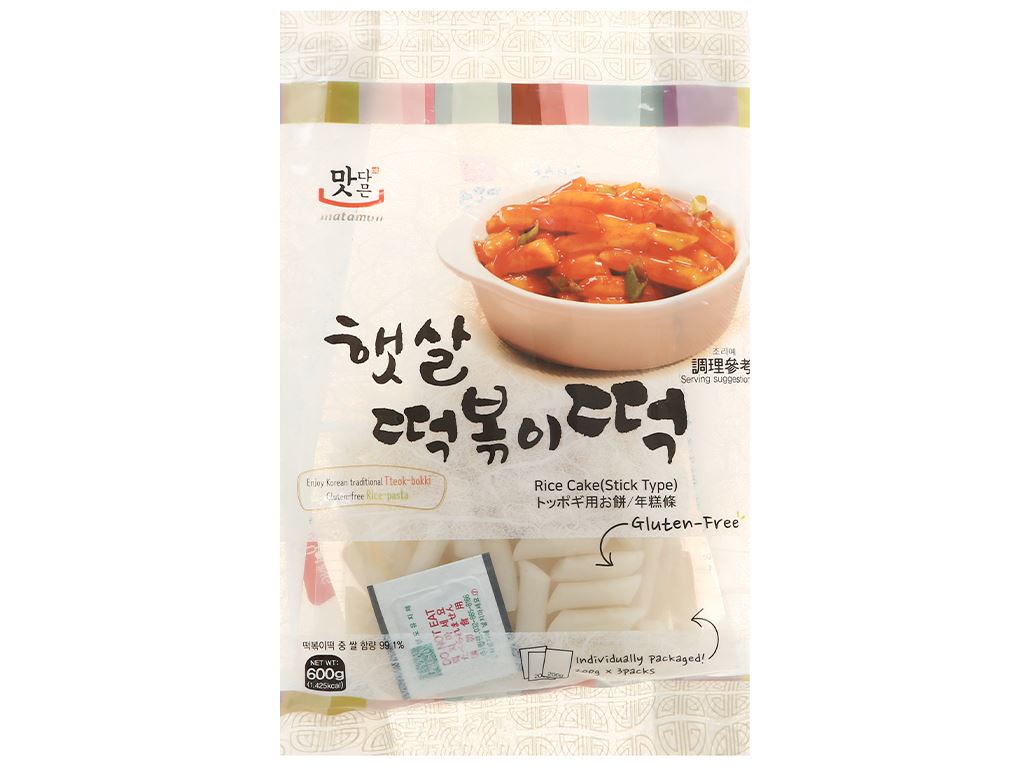 맛다믄
matamun
조리예
調理參考
Serving suggestion
햇살
떡볶이떡
Enjoy Korean traditional Tteok-bokki
Gluten-free Rice-pasta
Rice Cake(Stick Type)
トッポギ用お餅/年糕條
Gluten-Free
DO NOT EAT
떡볶이떡 중 쌀 함량 99.1%
NET WT:
600g
(1,425kcal)
Individually packaged!
200g x 3packs